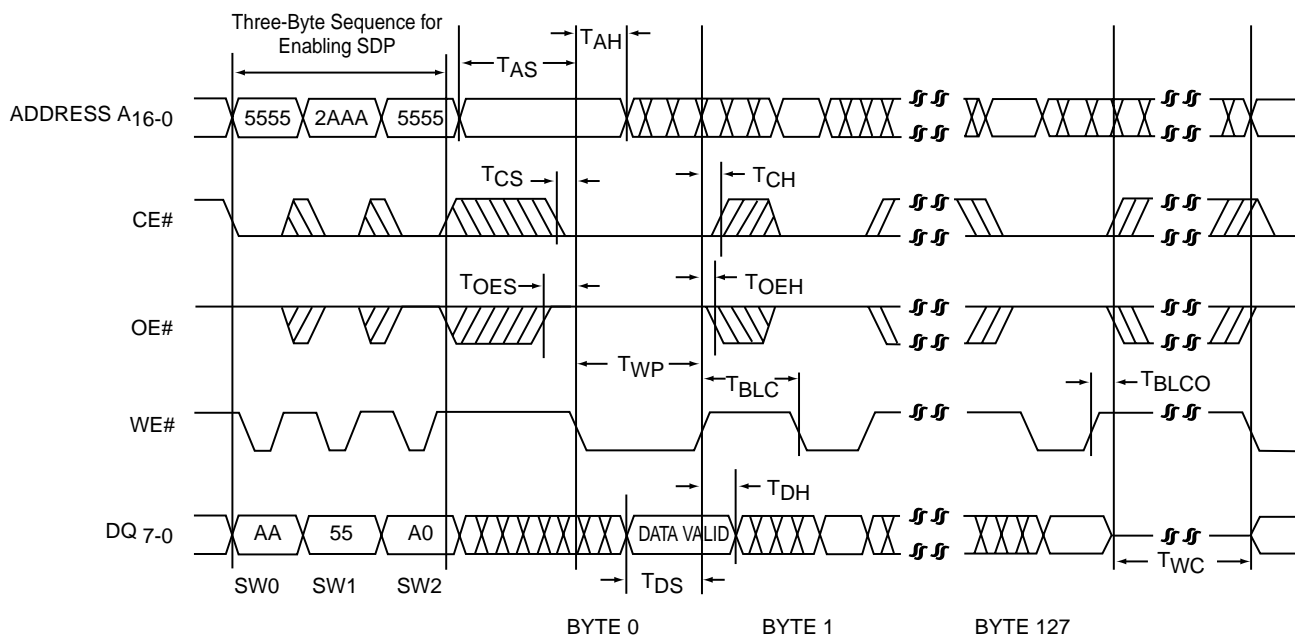 Three-Byte Sequence for
Enabling SDP
TAH
TAS
ADDRESS A16-0
5555
2AAA
5555
TCS
TCH
CE#
TOES
TOEH
OE#
TWP
TBLC
TBLCO
WE#
TDH
DQ 7-0
AA
55
A0
DATA VALID
TWC
SW0
SW1
SW2
TDS
BYTE 0
BYTE 1
BYTE 127